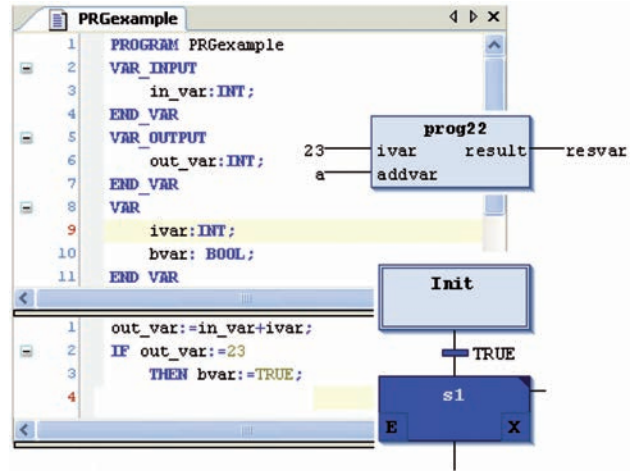 PRGexample
1 PROGRAM PRGexample
2 VAR_INPUT
3 in_var:INT;
4 END_VAR
5 VAR_OUTPUT
6 out_var:INT;
7 END_VAR
8 VAR
9 ivar:INT;
10 bvar: BOOL;
11 END_VAR
prog22
23 ivar result resvar
a addvar
1 out_var:=in_var+ivar;
2 IF out_var:=23
3 THEN bvar:=TRUE;
4
Init
TRUE
s1
E X